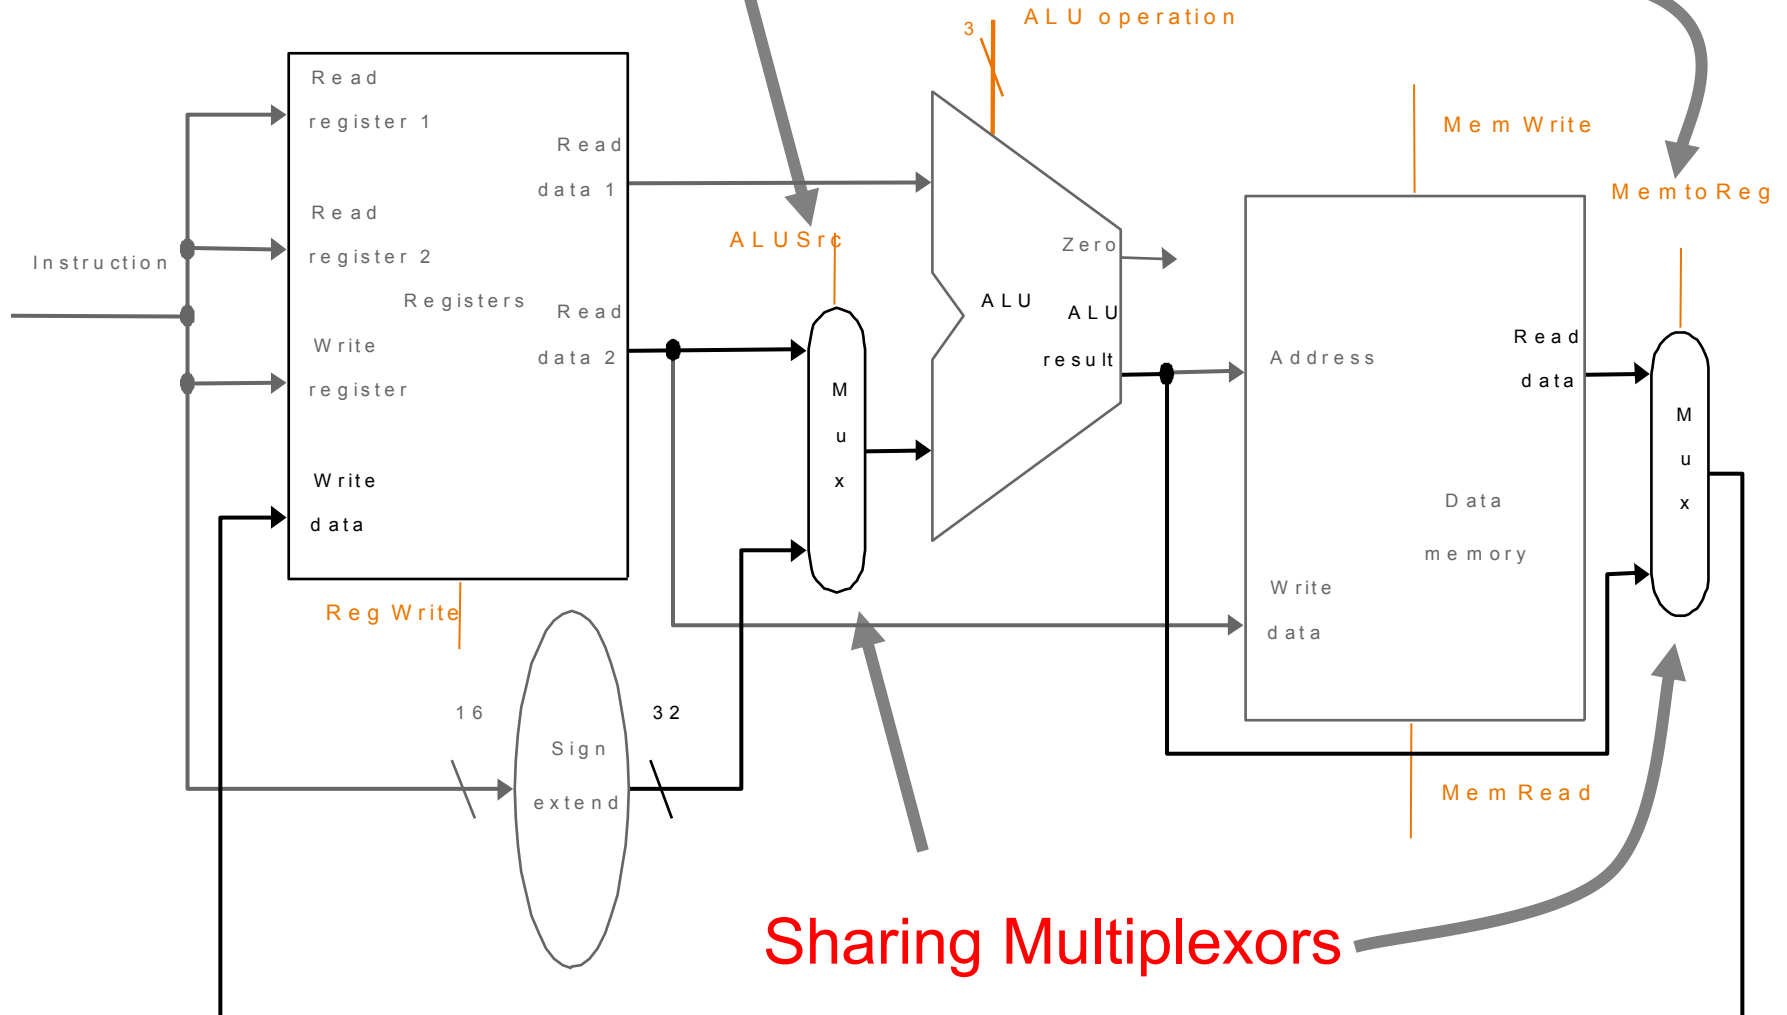 ALU operation
3
Read
register 1
Read
data 1
Read
register 2
Instruction
Registers
Read
data 2
Write
register
Write
data
RegWrite
16
Sign
extend
32
ALUSrc
M
u
x
Zero
ALU
ALU
result
MemWrite
Address
Read
data
Data
memory
Write
data
MemRead
MemtoReg
M
u
x
Sharing Multiplexors